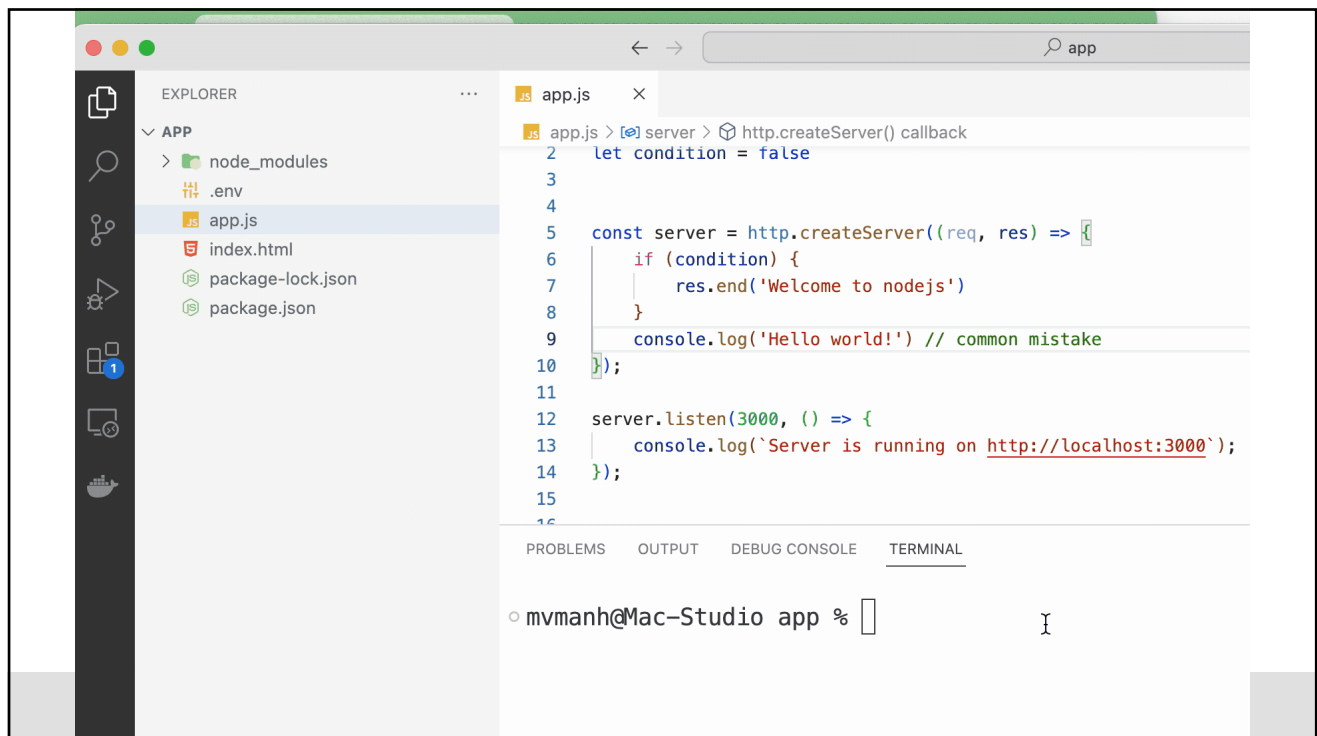 app
EXPLORER
APP
node_modules
.env
app.js
index.html
package-lock.json
package.json
1
JS app.js
JS app.js > server > http.createServer() callback
2 let condition = false
3
4
5 const server = http.createServer((req, res) => {
6 if (condition) {
7 res.end('Welcome to nodejs')
8 }
9 console.log('Hello world!') // common mistake
10 });
11
12 server.listen(3000, () => {
13 console.log(`Server is running on http://localhost:3000`);
14 });
15
16
PROBLEMS OUTPUT DEBUG CONSOLE TERMINAL
mvmanh@Mac-Studio app %